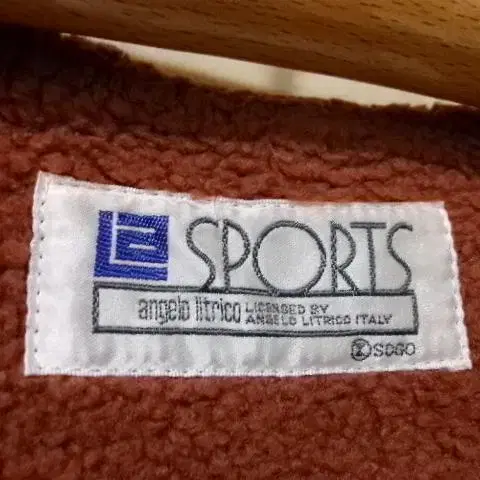 SPORTS
angelo litrico LICENSED BY
ANGELO LITRICO ITALY
SOGO